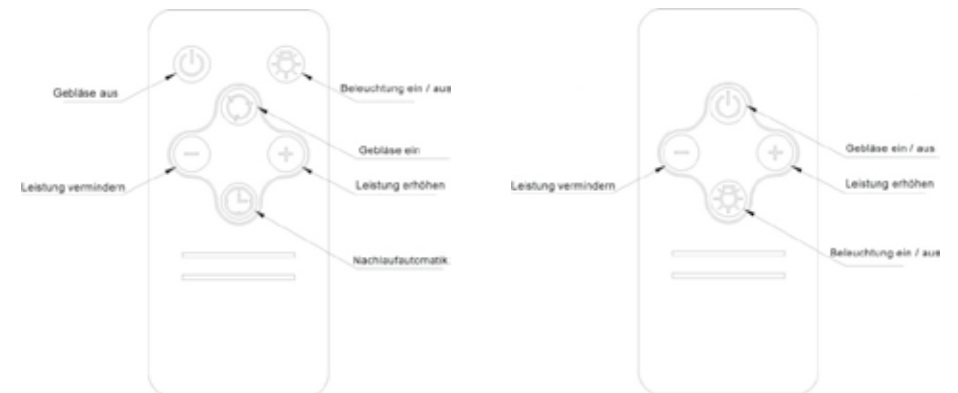 Gebläse aus
Beleuchtung ein / aus
Gebläse ein
Leistung vermindern
Leistung erhöhen
Nachlaufautomatik
Gebläse ein / aus
Leistung vermindern
Leistung erhöhen
Beleuchtung ein / aus